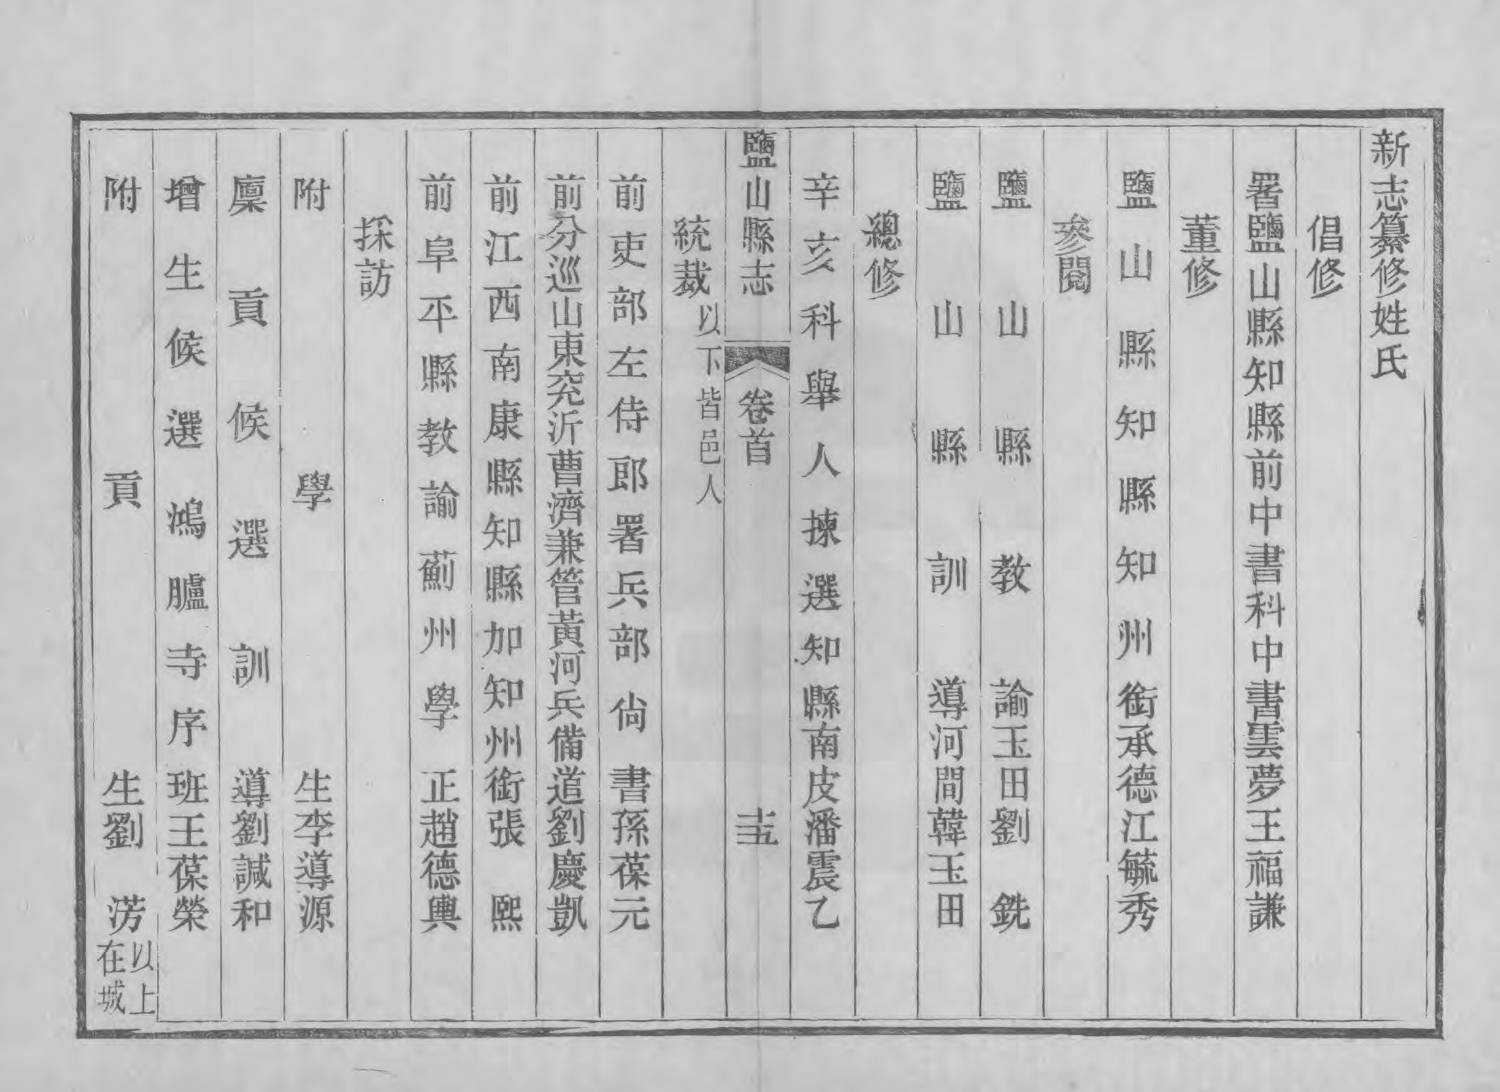 新志纂修姓氏
倡修
署鹽山縣知縣前中書科中書雲夢王福謙
董修
鹽山縣知縣知州銜承德江毓秀
參閱
鹽山縣教諭玉田劉銑
鹽山縣訓導河間韓玉田
總修
辛亥科舉人揀選知縣南皮潘震乙
鹽山縣志 卷首 十五
統裁以下皆邑人
前吏部左侍郎署兵部尙書孫葆元
前分巡山東兖沂曹濟兼管黃河兵備道劉慶凱
前江西南康縣知縣加知州銜張熙
前阜平縣教諭薊州學正趙德興
採訪
附學生李導源
廩貢候選訓導劉諴和
增生候選鴻臚寺序班王葆榮
附貢生劉淓以上在城